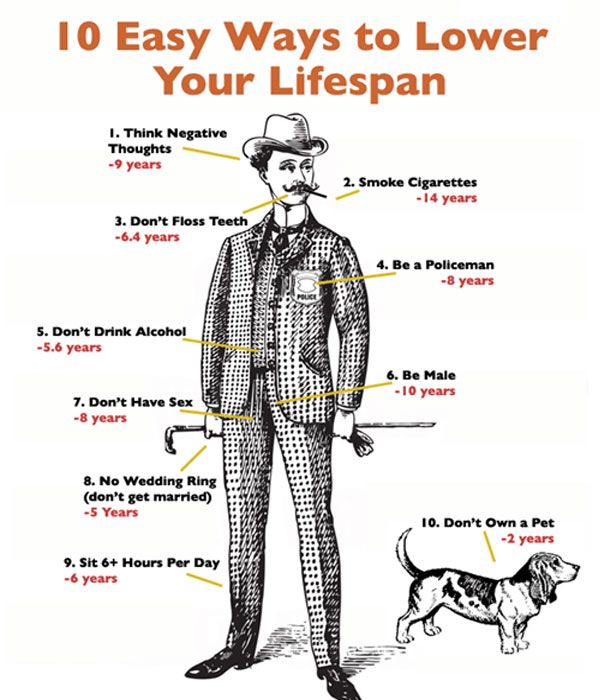 10 Easy Ways to Lower
Your Lifespan
1. Think Negative
Thoughts
-9 years
2. Smoke Cigarettes
-14 years
3. Don't Floss Teeth
-6.4 years
4. Be a Policeman
-8 years
POLICE
5. Don't Drink Alcohol
-5.6 years
6. Be Male
-10 years
7. Don't Have Sex
-8 years
8. No Wedding Ring
(don't get married)
-5 Years
9. Sit 6+ Hours Per Day
-6 years
10. Don't Own a Pet
-2 years